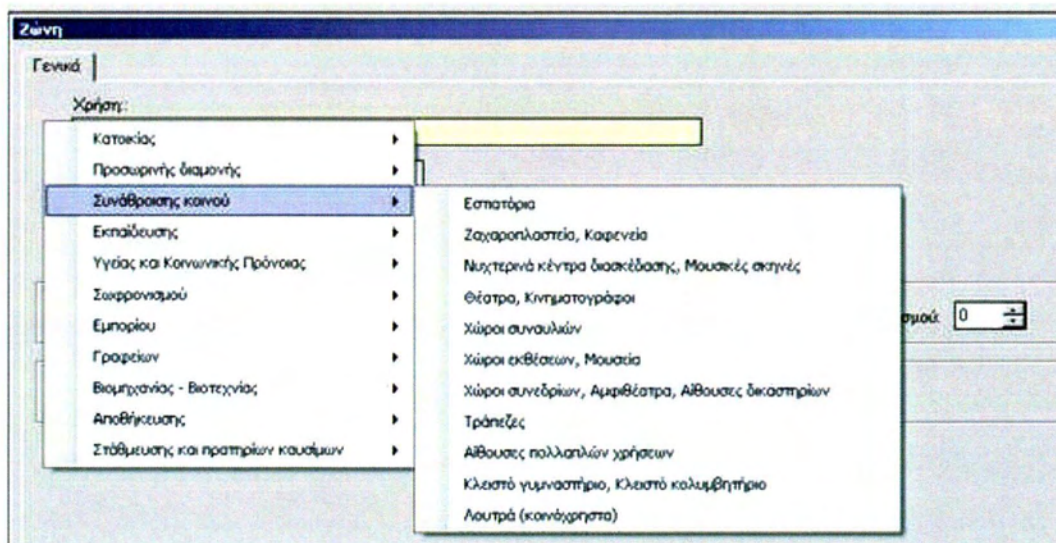 Ζώνη
Γενικά
Χρήση:
Κατοικίας
Προσωρινής διαμονής
Συνάθροισης κοινού
Εκπαίδευσης
Υγείας και Κοινωνικής Πρόνοιας
Σωφρονισμού
Εμπορίου
Γραφείων
Βιομηχανίας - Βιοτεχνίας
Αποθήκευσης
Στάθμευσης και πρατηρίων καυσίμων
Εστιατόρια
Ζαχαροπλαστεία, Καφενεία
Νυχτερινά κέντρα διασκέδασης, Μουσικές σκηνές
Θέατρα, Κινηματογράφοι
Χώροι συναυλιών
Χώροι εκθέσεων, Μουσεία
Χώροι συνεδρίων, Αμφιθέατρα, Αίθουσες δικαστηρίων
Τράπεζες
Αίθουσες πολλαπλών χρήσεων
Κλειστό γυμναστήριο, Κλειστό κολυμβητήριο
Λουτρά (κοινόχρηστα)
σμού: 0